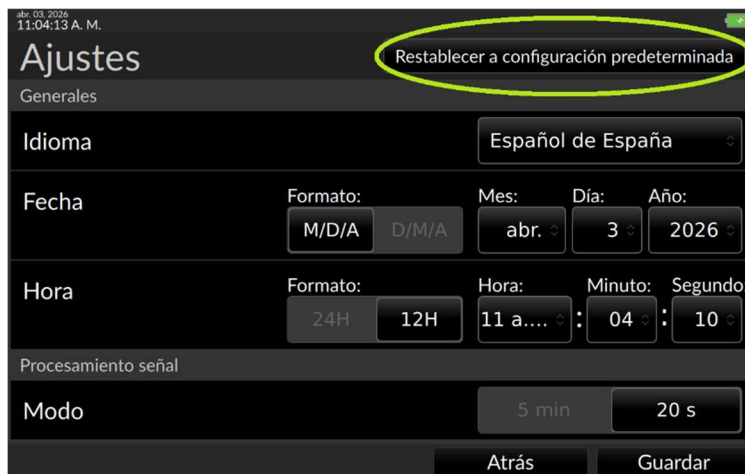 abr. 03, 2026
11:04:13 A. M.
Ajustes
Restablecer a configuración predeterminada
Generales
Idioma
Español de España
Fecha
Formato:
Mes:
Día:
Año:
M/D/A
D/M/A
abr.
3
2026
Hora
Formato:
Hora:
Minuto:
Segundo
24H
12H
11 a....
:
04
:
10
Procesamiento señal
Modo
5 min
20 s
Atrás
Guardar